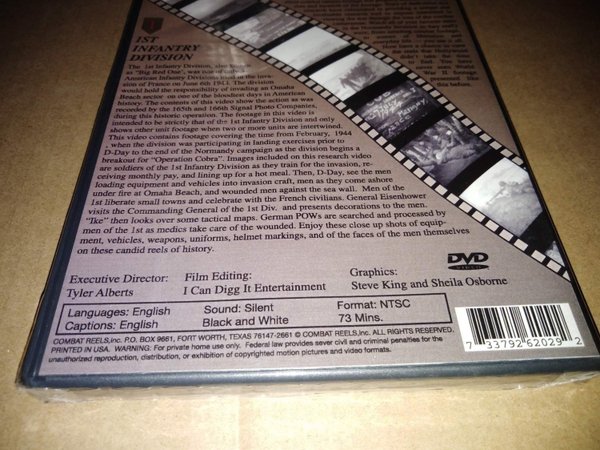 1ST
INFANTRY
DIVISION
The 1st Infantry Division, also known
as "Big Red One", was one of only
American Infantry Divisions used in the inva-
sion of France on June 6th 1944. The division
would hold the responsibility of invading an Omaha
Beach sector on one of the bloodiest days in American
history. The contents of this video show the action as was
recorded by the 165th and 166th Signal Photo Companies,
during this historic operation. The footage in this video is
intended to be strictly that of the 1st Infantry Division and only
shows other unit footage when two or more units are intertwined.
This video contains footage covering the time from February, 1944
, when the division was participating in landing exercises prior to
D-Day to the end of the Normandy campaign as the division begins a
breakout for "Operation Cobra". Images included on this research video
are soldiers of the 1st Infantry Division as they train for the invasion, re-
ceiving monthly pay, and lining up for a hot meal. Then, D-Day, see the men
loading equipment and vehicles into invasion craft, men as they come ashore
under fire at Omaha Beach, and wounded men against the sea wall. Men of the
1st liberate small towns and celebrate with the French civilians. General Eisenhower
visits the Commanding General of the 1st Div. and presents decorations to the men.
"Ike" then looks over some tactical maps. German POWs are searched and processed by
men of the 1st as medics take care of the wounded. Enjoy these close up shots of equip-
ment, vehicles, weapons, uniforms, helmet markings, and of the faces of the men themselves
on these candid reels of history.
DVD
VIDEO
Executive Director: Film Editing: Graphics:
Tyler Alberts I Can Digg It Entertainment Steve King and Sheila Osborne
Languages: English Sound: Silent Format: NTSC
Captions: English Black and White 73 Mins.
COMBAT REELS,inc. P.O. BOX 9661, FORT WORTH, TEXAS 76147-2661 © COMBAT REELS,inc. ALL RIGHTS RESERVED.
PRINTED IN USA. WARNING: For private home use only. Federal law provides sever civil and criminal penalties for the
unauthorized reproduction, distribution, or exhibition of copyrighted motion pictures and video formats.
7 33792 62029 2